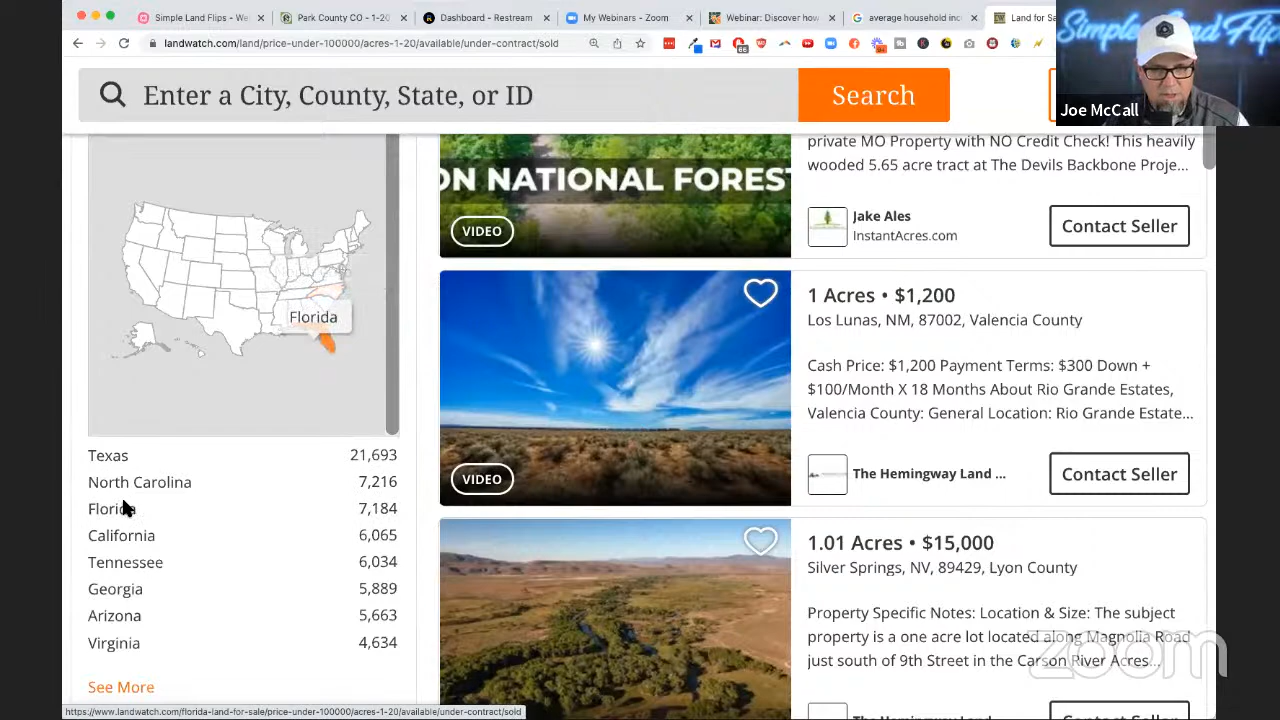 Simple Land Flips - We
Park County CO - 1-20
Dashboard - Restream
My Webinars - Zoom
Webinar: Discover how
average household inc
Land for Sa
landwatch.com/land/price-under-100000/acres-1-20/available/under-contract/sold
Simple Land Flip
Joe McCall
Enter a City, County, State, or ID
Search
ON NATIONAL FOREST
VIDEO
private MO Property with NO Credit Check! This heavily
wooded 5.65 acre tract at The Devils Backbone Proje...
Jake Ales
InstantAcres.com
Contact Seller
Florida
1 Acres • $1,200
Los Lunas, NM, 87002, Valencia County
Cash Price: $1,200 Payment Terms: $300 Down +
$100/Month X 18 Months About Rio Grande Estates,
Valencia County: General Location: Rio Grande Estate...
VIDEO
The Hemingway Land ...
Contact Seller
Texas 21,693
North Carolina 7,216
Florida 7,184
California 6,065
Tennessee 6,034
Georgia 5,889
Arizona 5,663
Virginia 4,634
See More
1.01 Acres • $15,000
Silver Springs, NV, 89429, Lyon County
Property Specific Notes: Location & Size: The subject
property is a one acre lot located along Magnolia Road
just south of 9th Street in the Carson River Acres...
The Hemingway Land
Contact Seller
zoom
https://www.landwatch.com/florida-land-for-sale/price-under-100000/acres-1-20/available/under-contract/sold